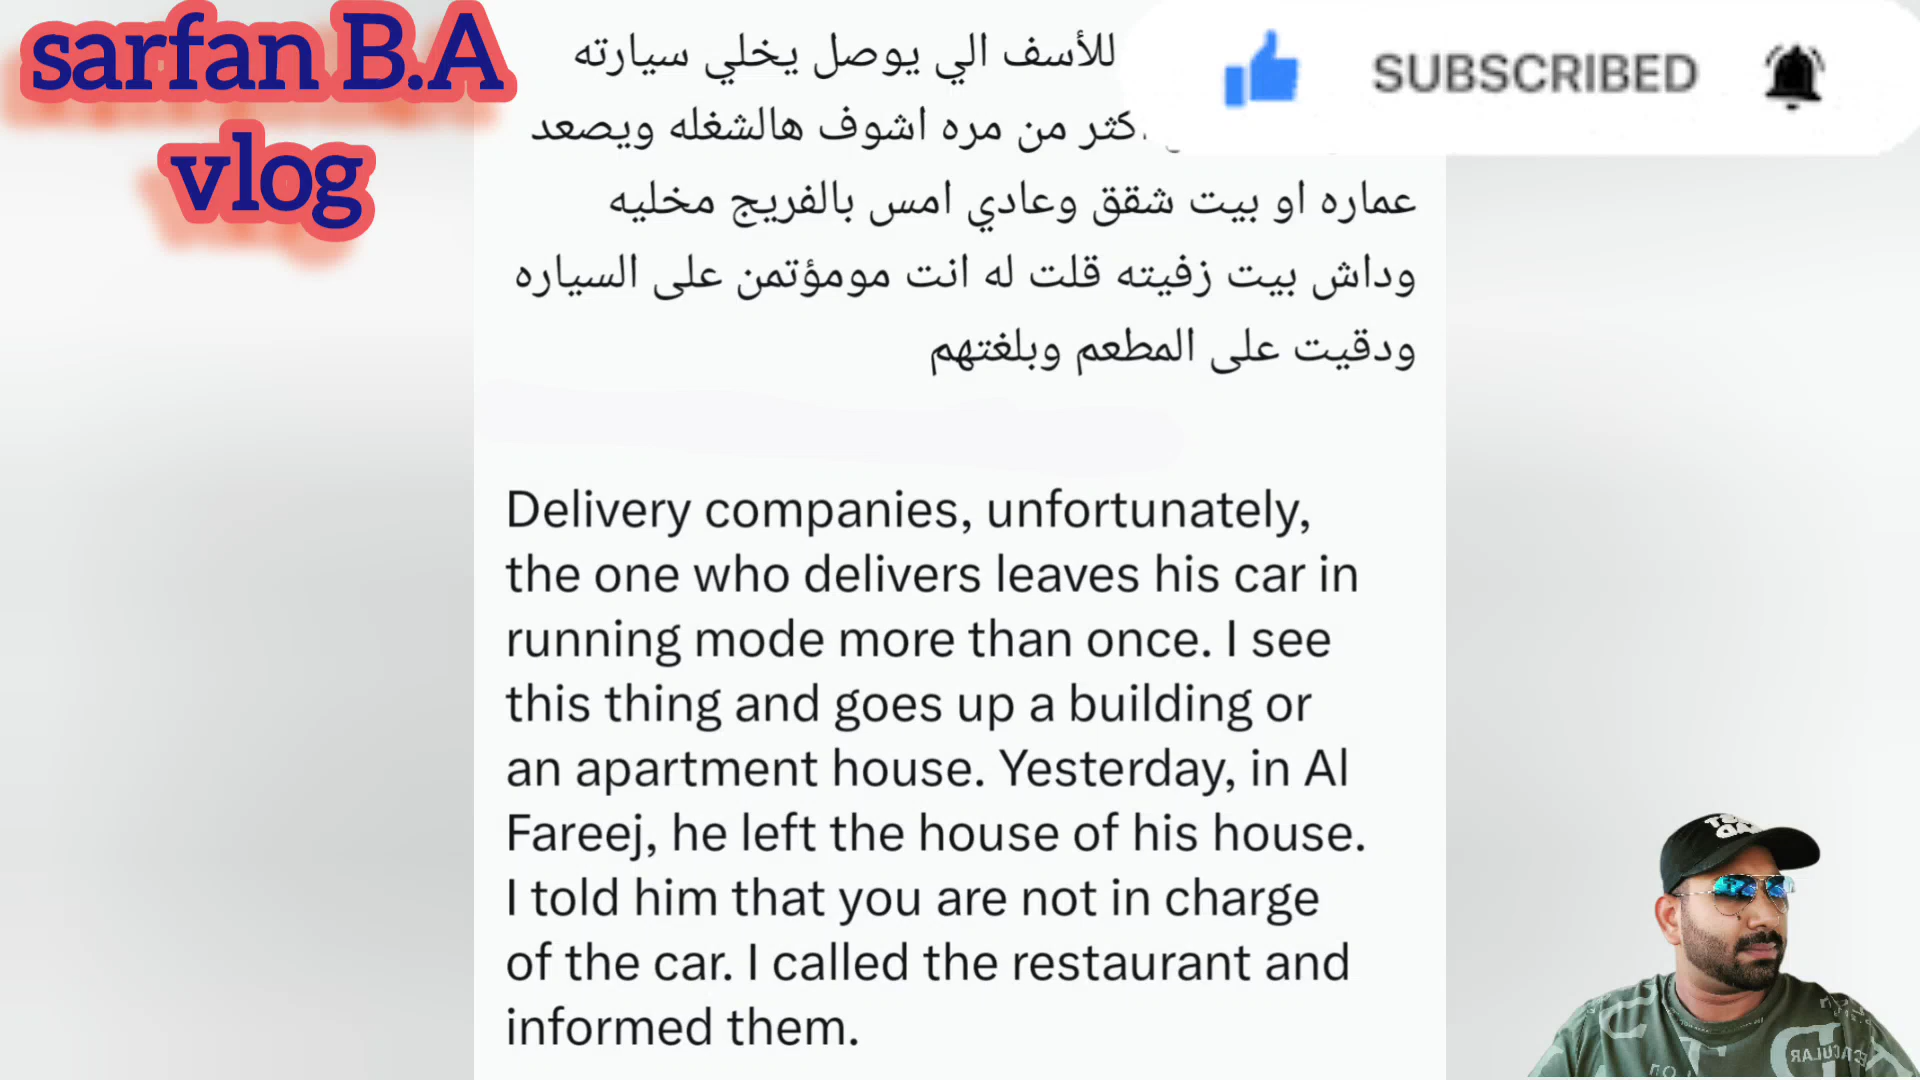 sarfan B.A
vlog
للأسف الي يوصل يخلي سيارته
SUBSCRIBED
من مره اشوف هالشغله ويصعد
عماره او بيت شقق وعادي امس بالفريج مخليه
وداش بيت زفيته قلت له انت مومؤتمن على السياره
ودقيت على المطعم وبلغتهم
Delivery companies, unfortunately,
the one who delivers leaves his car in
running mode more than once. I see
this thing and goes up a building or
an apartment house. Yesterday, in Al
Fareej, he left the house of his house.
I told him that you are not in charge
of the car. I called the restaurant and
informed them.